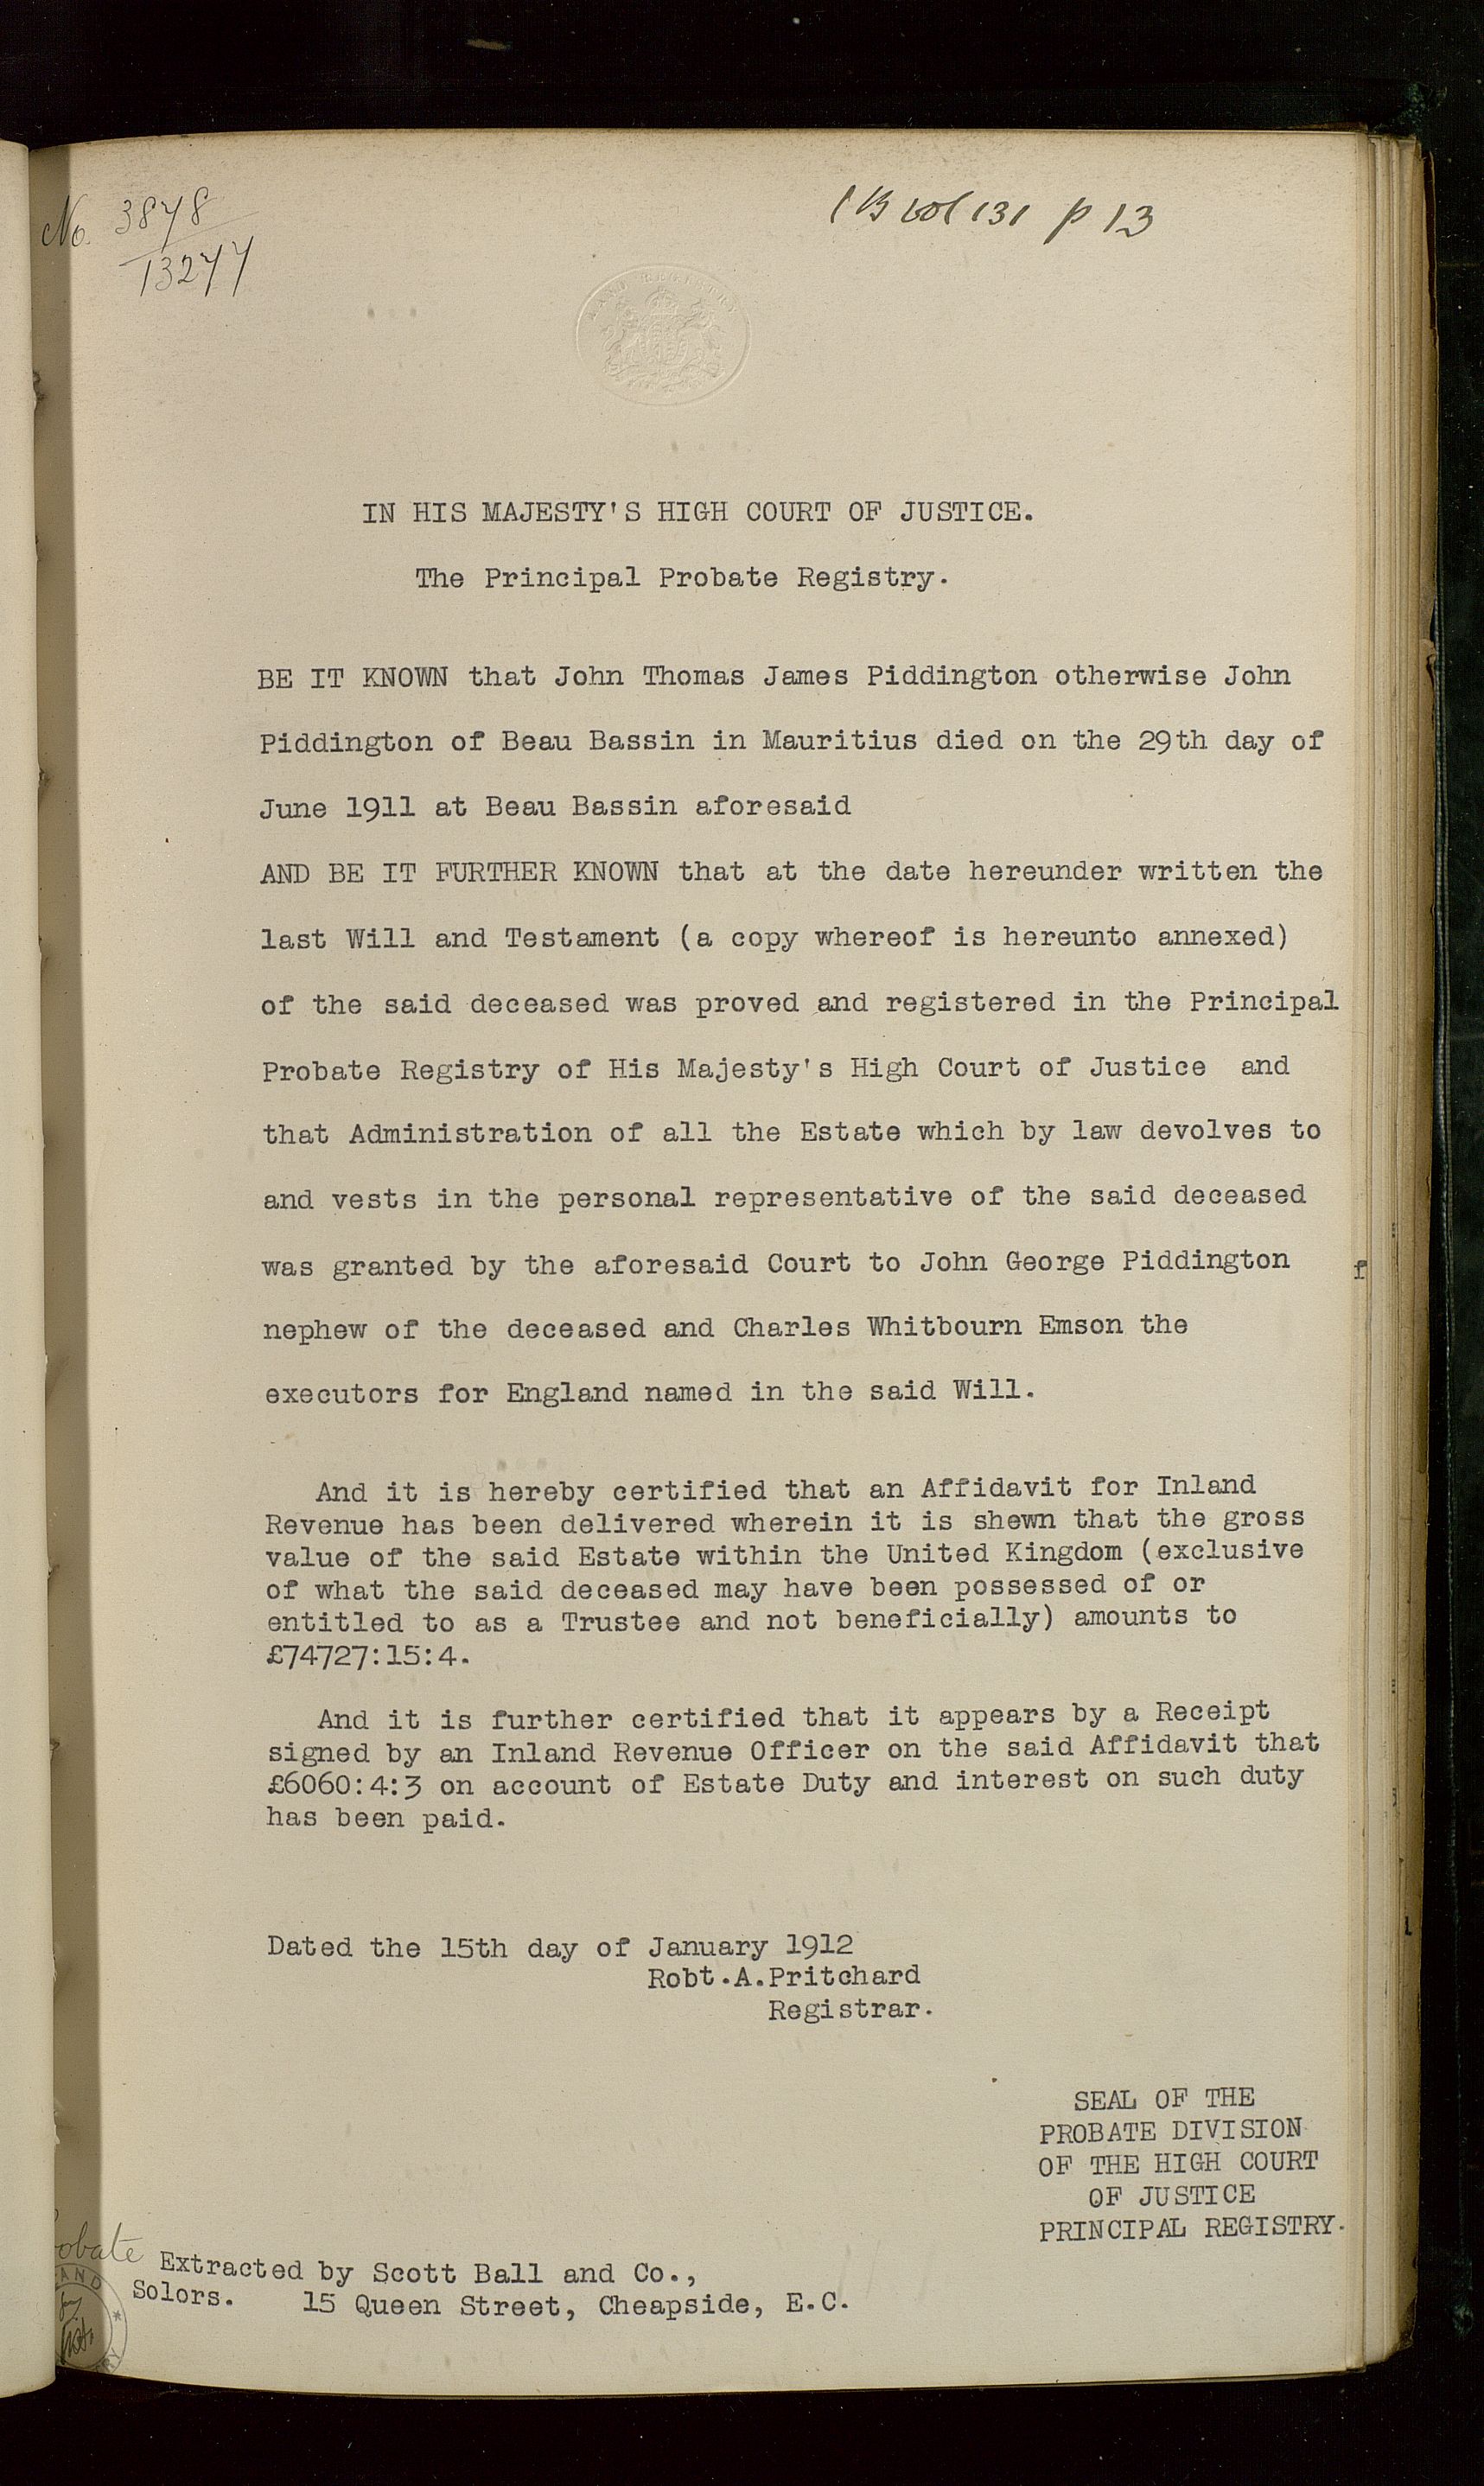 No. 3878
13277
vol 131 p 13
LAND REGISTRY
IN HIS MAJESTY'S HIGH COURT OF JUSTICE.
The Principal Probate Registry.
BE IT KNOWN that John Thomas James Piddington otherwise John
Piddington of Beau Bassin in Mauritius died on the 29th day of
June 1911 at Beau Bassin aforesaid
AND BE IT FURTHER KNOWN that at the date hereunder written the
last Will and Testament (a copy whereof is hereunto annexed)
of the said deceased was proved and registered in the Principal
Probate Registry of His Majesty's High Court of Justice and
that Administration of all the Estate which by law devolves to
and vests in the personal representative of the said deceased
was granted by the aforesaid Court to John George Piddington
nephew of the deceased and Charles Whitbourn Emson the
executors for England named in the said Will.
And it is hereby certified that an Affidavit for Inland
Revenue has been delivered wherein it is shewn that the gross
value of the said Estate within the United Kingdom (exclusive
of what the said deceased may have been possessed of or
entitled to as a Trustee and not beneficially) amounts to
£74727:15:4.
And it is further certified that it appears by a Receipt
signed by an Inland Revenue Officer on the said Affidavit that
£6060:4:3 on account of Estate Duty and interest on such duty
has been paid.
Dated the 15th day of January 1912
Robt.A.Pritchard
Registrar.
SEAL OF THE
PROBATE DIVISION
OF THE HIGH COURT
OF JUSTICE
PRINCIPAL REGISTRY.
obate
Extracted by Scott Ball and Co.,
Solors. 15 Queen Street, Cheapside, E.C.